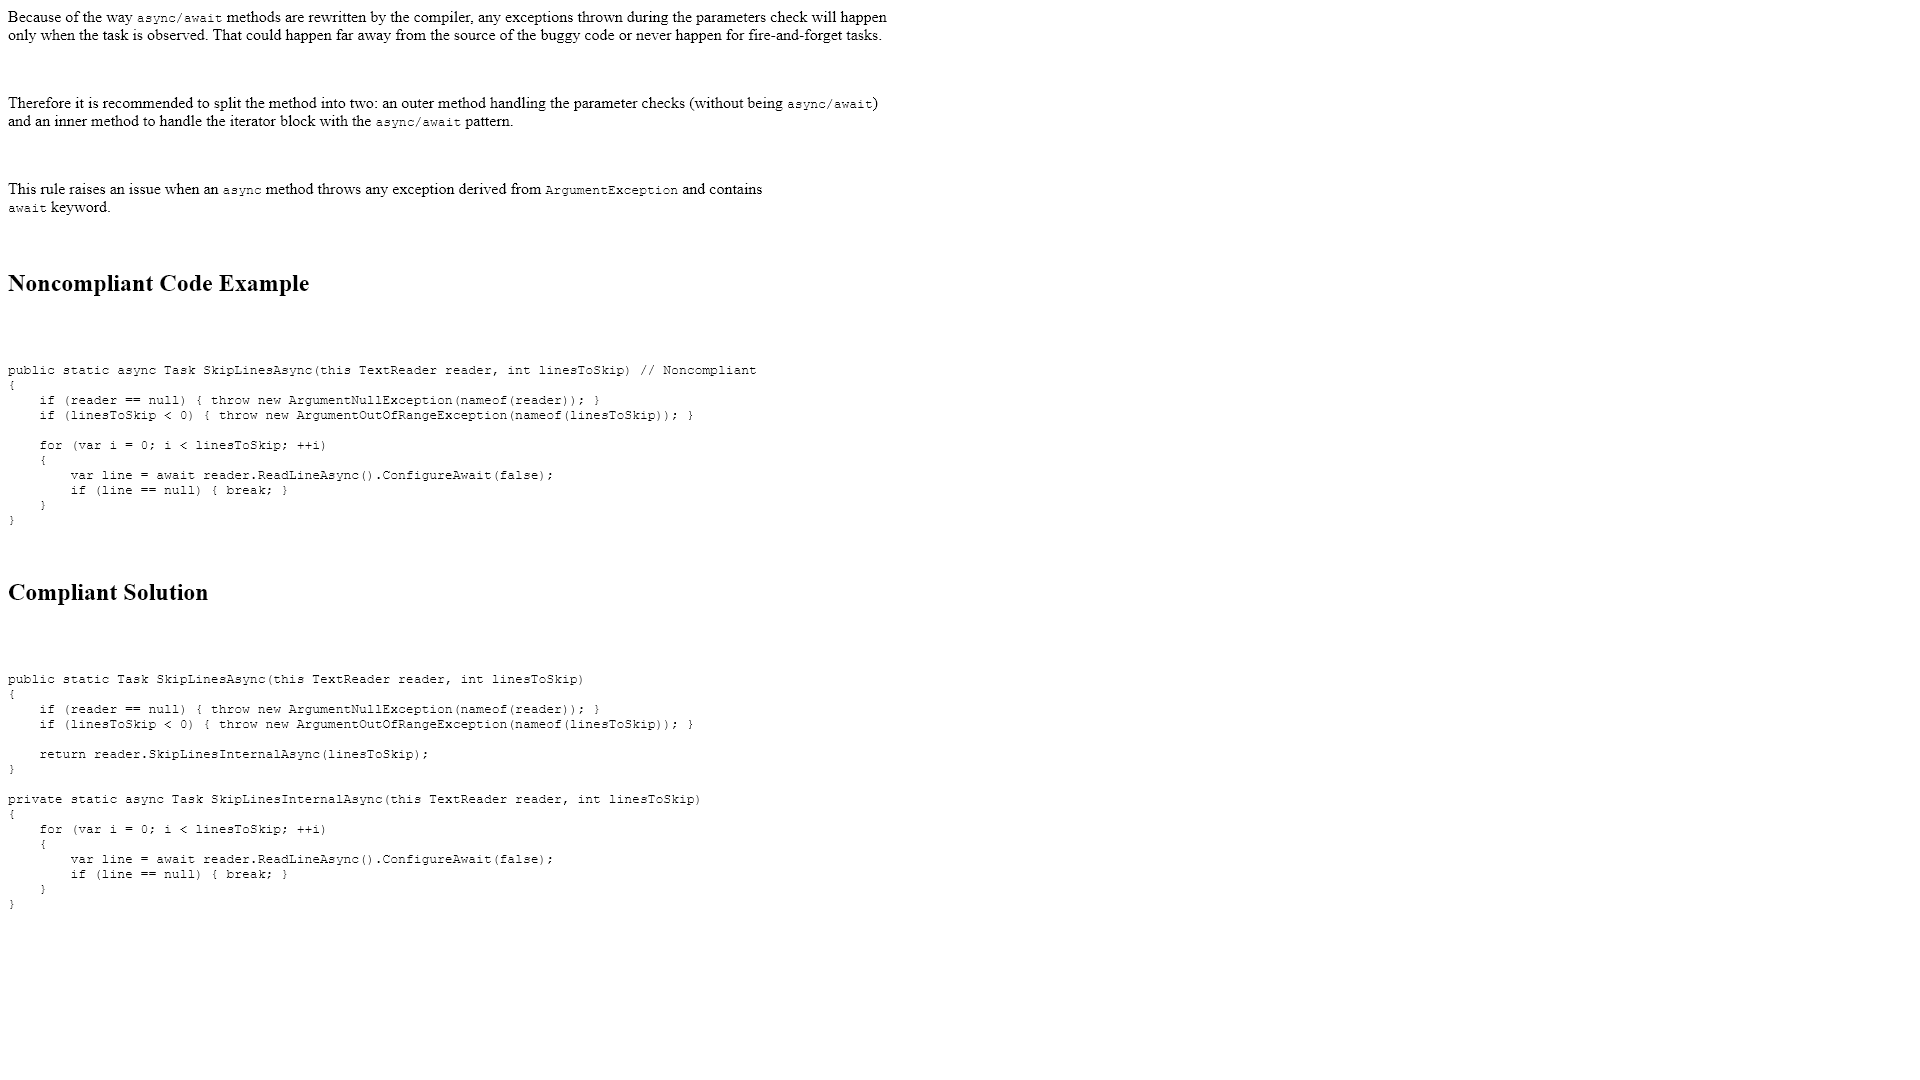 Because of the way async/await methods are rewritten by the compiler, any exceptions thrown during the parameters check will happen
only when the task is observed. That could happen far away from the source of the buggy code or never happen for fire-and-forget tasks.
Therefore it is recommended to split the method into two: an outer method handling the parameter checks (without being async/await)
and an inner method to handle the iterator block with the async/await pattern.
This rule raises an issue when an async method throws any exception derived from ArgumentException and contains
await keyword.
Noncompliant Code Example
public static async Task SkipLinesAsync(this TextReader reader, int linesToSkip) // Noncompliant
{
    if (reader == null) { throw new ArgumentNullException(nameof(reader)); }
    if (linesToSkip < 0) { throw new ArgumentOutOfRangeException(nameof(linesToSkip)); }
    for (var i = 0; i < linesToSkip; ++i)
    {
        var line = await reader.ReadLineAsync().ConfigureAwait(false);
        if (line == null) { break; }
    }
}
Compliant Solution
public static Task SkipLinesAsync(this TextReader reader, int linesToSkip)
{
    if (reader == null) { throw new ArgumentNullException(nameof(reader)); }
    if (linesToSkip < 0) { throw new ArgumentOutOfRangeException(nameof(linesToSkip)); }
    return reader.SkipLinesInternalAsync(linesToSkip);
}
private static async Task SkipLinesInternalAsync(this TextReader reader, int linesToSkip)
{
    for (var i = 0; i < linesToSkip; ++i)
    {
        var line = await reader.ReadLineAsync().ConfigureAwait(false);
        if (line == null) { break; }
    }
}